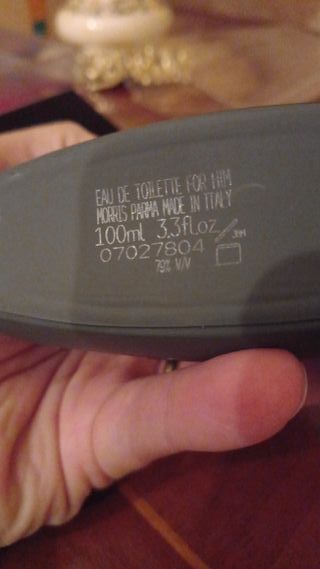 EAU DE TOILETTE FOR HIM
MORRIS PARMA MADE IN ITALY
100ml 3.3fl.oz
07027804
79% V/V